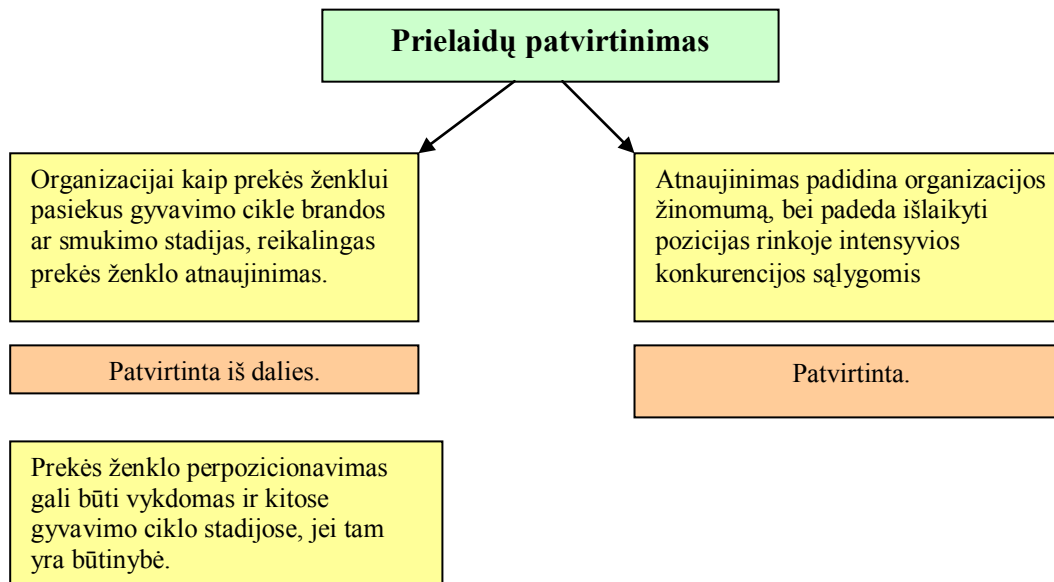 Prielaidų patvirtinimas
Organizacijai kaip prekės ženklui
pasiekus gyvavimo cikle brandos
ar smukimo stadijas, reikalingas
prekės ženklo atnaujinimas.
Atnaujinimas padidina organizacijos
žinomumą, bei padeda išlaikyti
pozicijas rinkoje intensyvios
konkurencijos sąlygomis
Patvirtinta iš dalies.
Patvirtinta.
Prekės ženklo perpozicionavimas
gali būti vykdomas ir kitose
gyvavimo ciklo stadijose, jei tam
yra būtinybė.